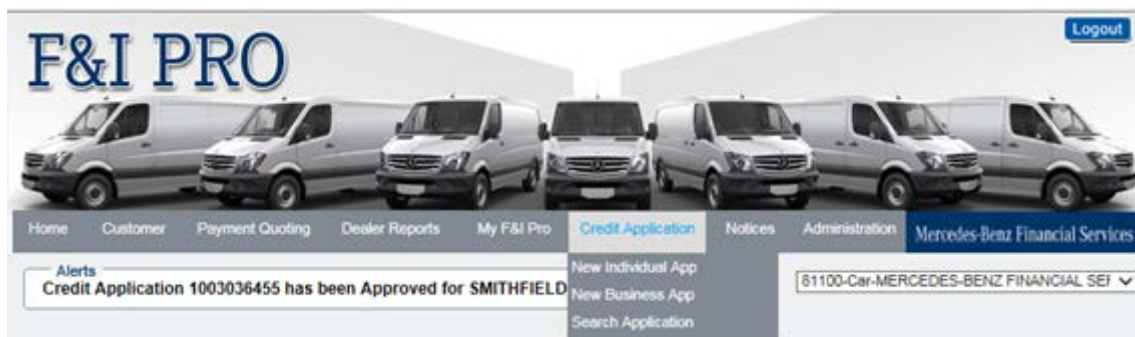 Logout
F&I PRO
Home Customer Payment Quoting Dealer Reports My F&I Pro Credit Application Notices Administration Mercedes-Benz Financial Services
Alerts
New Individual App
Credit Application 1003036455 has been Approved for SMITHFIELD
81100-Car-MERCEDES-BENZ FINANCIAL SEF
New Business App
Search Application